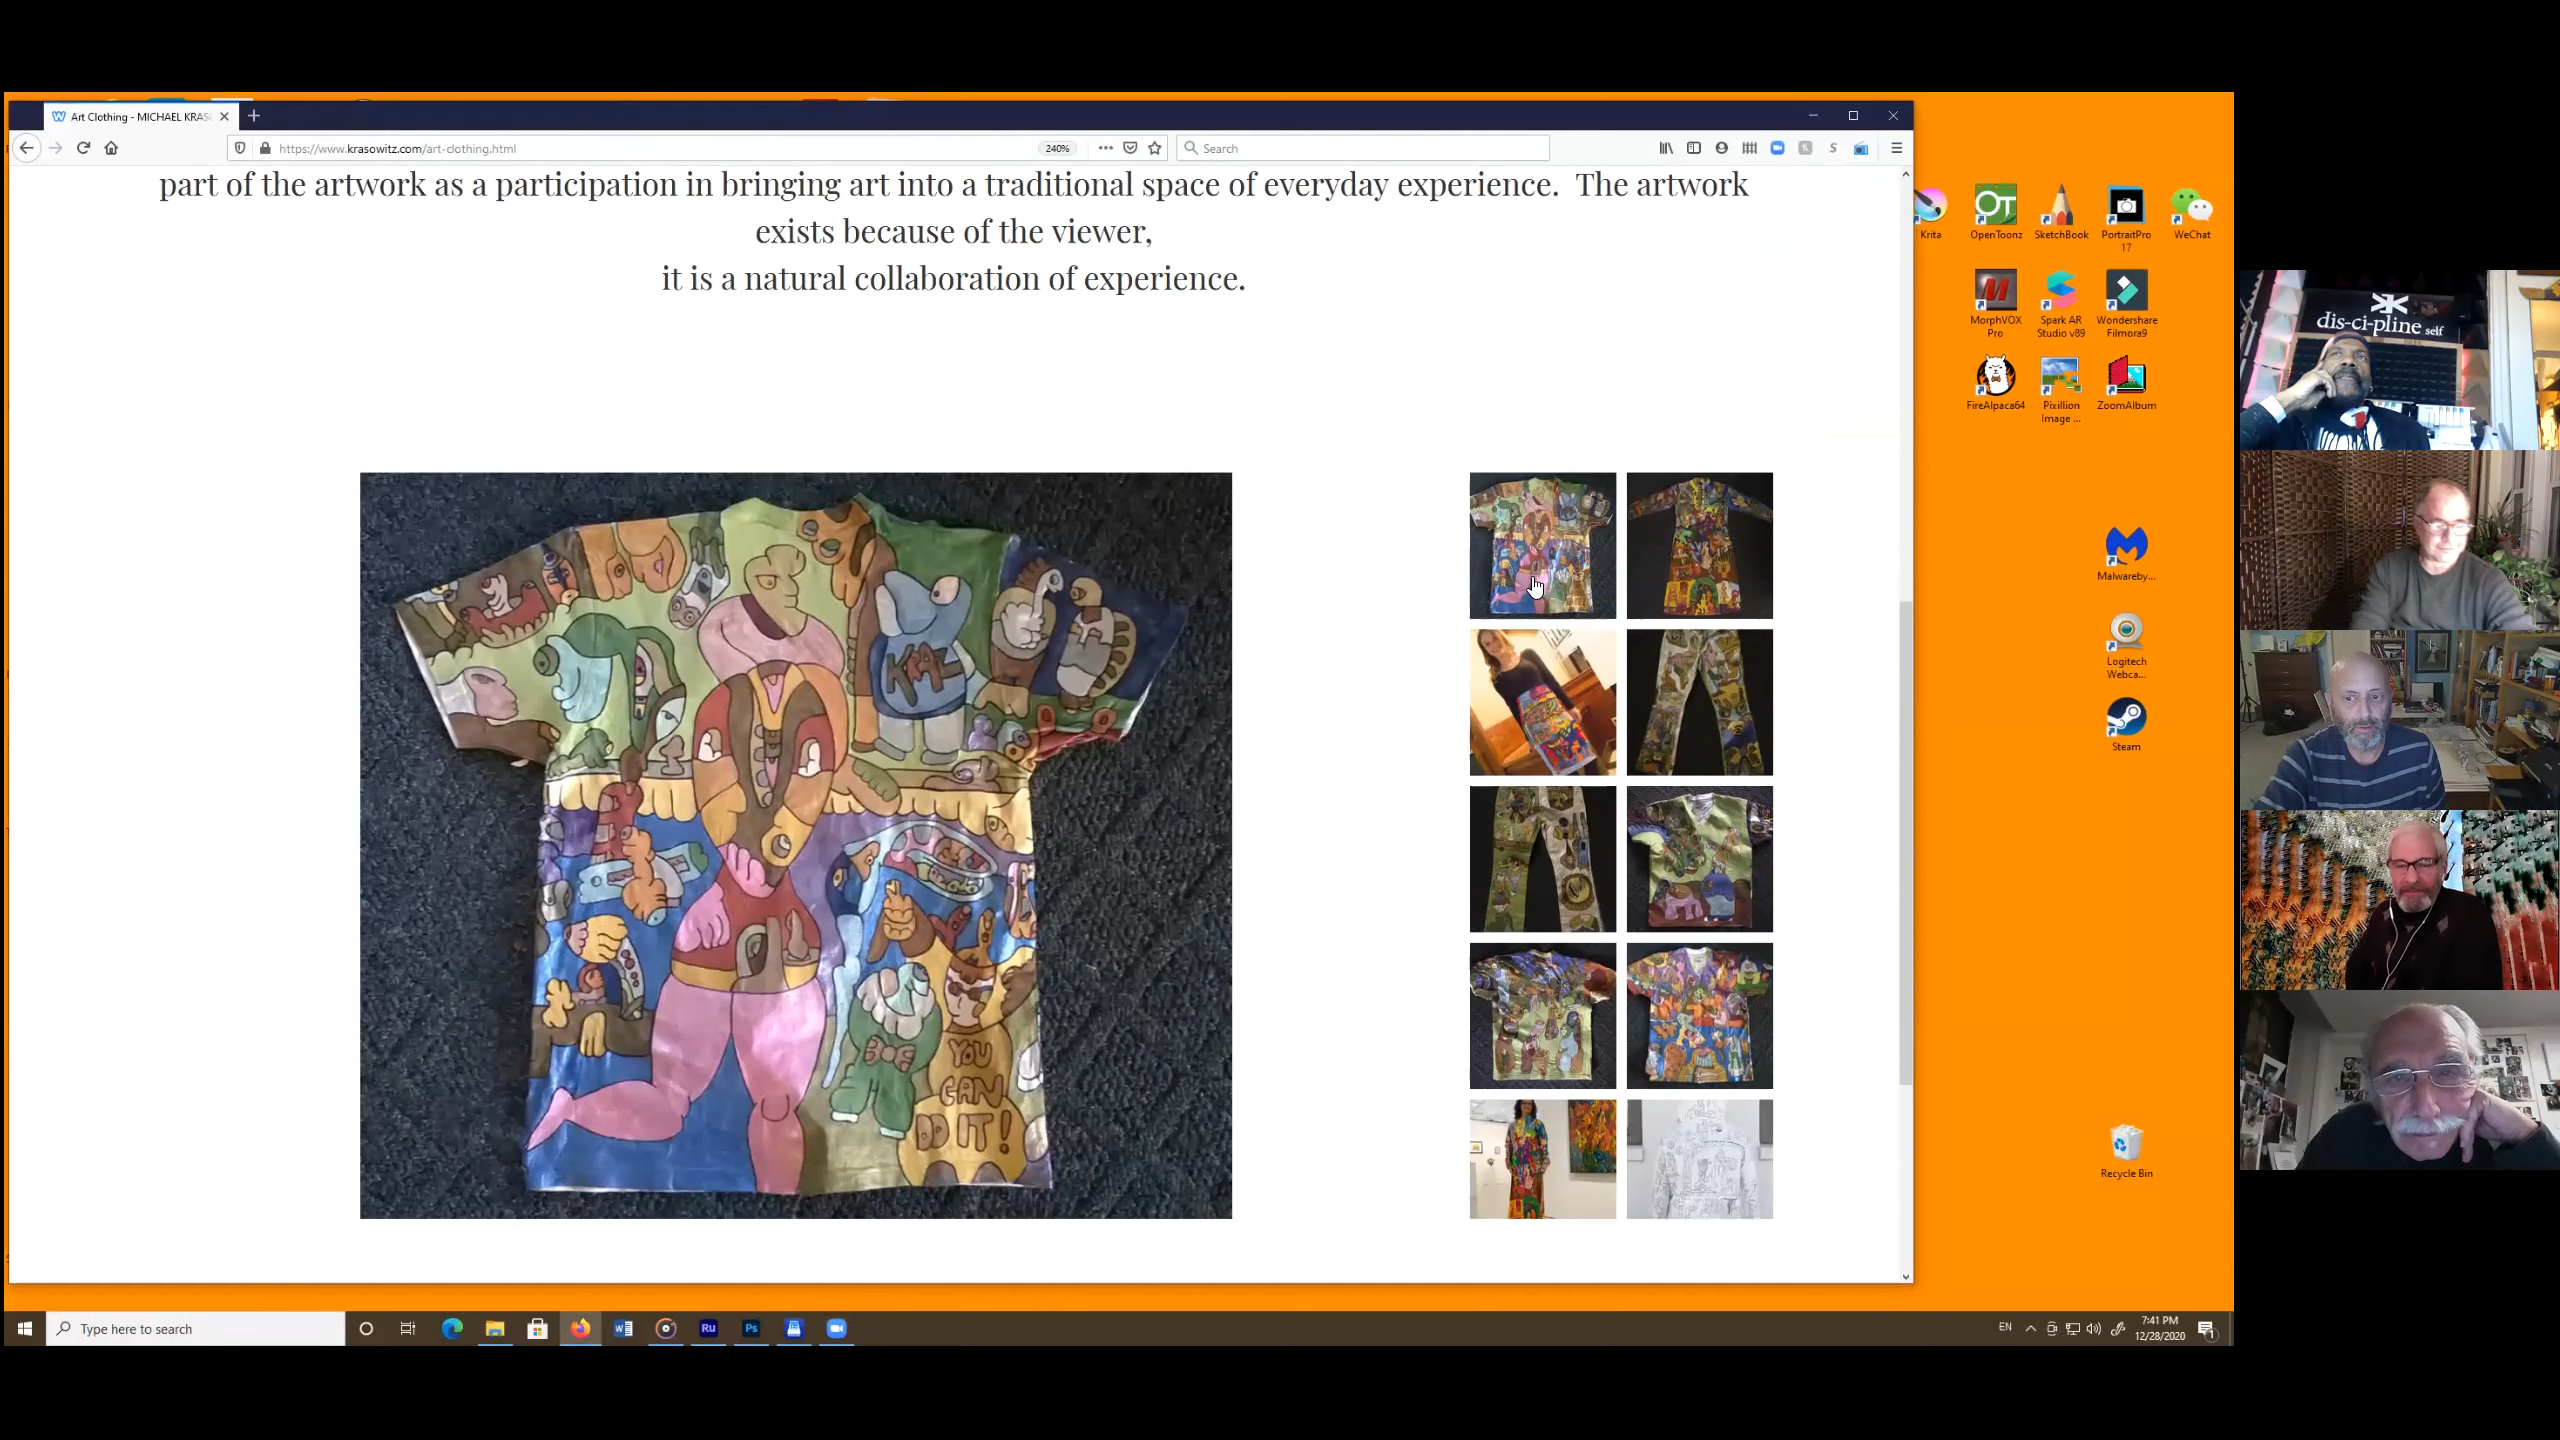 Art Clothing - MICHAEL KRAS
https://www.krasowitz.com/art-clothing.html
240%
Search
part of the artwork as a participation in bringing art into a traditional space of everyday experience.  The artwork
exists because of the viewer,
it is a natural collaboration of experience.
KRAZ
YOU
CAN
DO IT!
Krita
OpenToonz
SketchBook
PortraitPro
17
WeChat
MorphVOX
Pro
Spark AR
Studio v89
Wondershare
Filmora9
FireAlpaca64
Pixillion
Image ...
ZoomAlbum
Malwareby...
Logitech
Webca...
Steam
Recycle Bin
dis-ci-pline self
Type here to search
Ru
Ps
EN
7:41 PM
12/28/2020
1